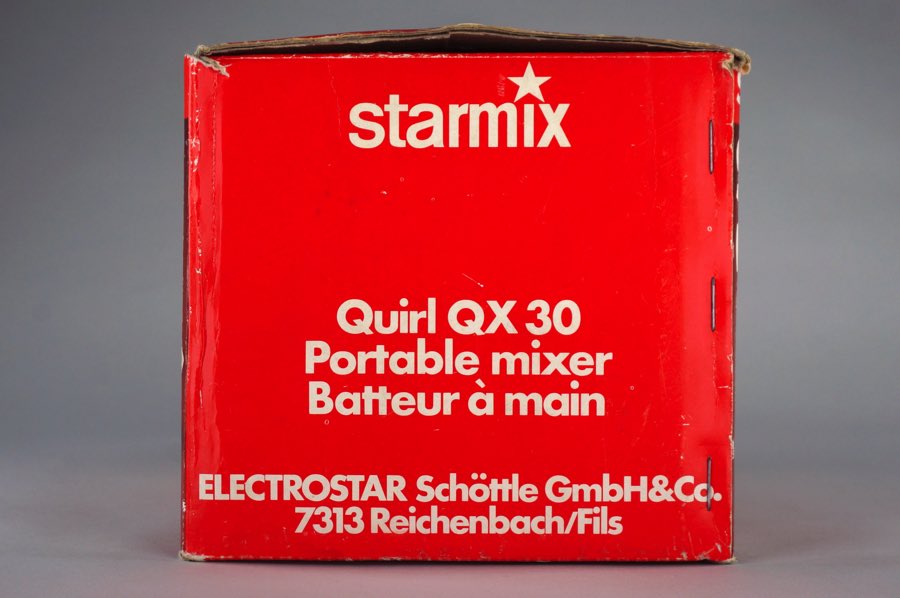 starmix
Quirl QX 30
Portable mixer
Batteur à main
ELECTROSTAR Schöttle GmbH&Co.
7313 Reichenbach/Fils